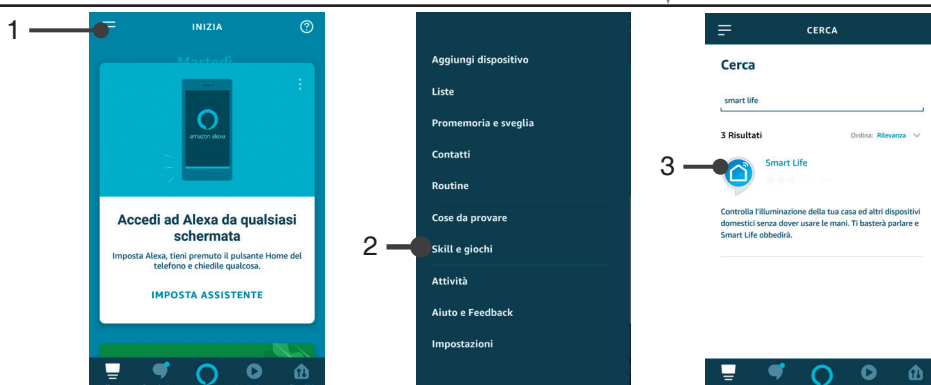 1
INIZIA
Martedì
amazon alexa
Accedi ad Alexa da qualsiasi
schermata
Imposta Alexa, tieni premuto il pulsante Home del
telefono e chiedile qualcosa.
IMPOSTA ASSISTENTE
2
Aggiungi dispositivo
Liste
Promemoria e sveglia
Contatti
Routine
Cose da provare
Skill e giochi
Attività
Aiuto e Feedback
Impostazioni
3
CERCA
Cerca
smart life
3 Risultati Ordina: Rilevanza
Smart Life
Controlla l'illuminazione della tua casa ed altri dispositivi
domestici senza dover usare le mani. Ti basterà parlare e
Smart Life obbedirà.